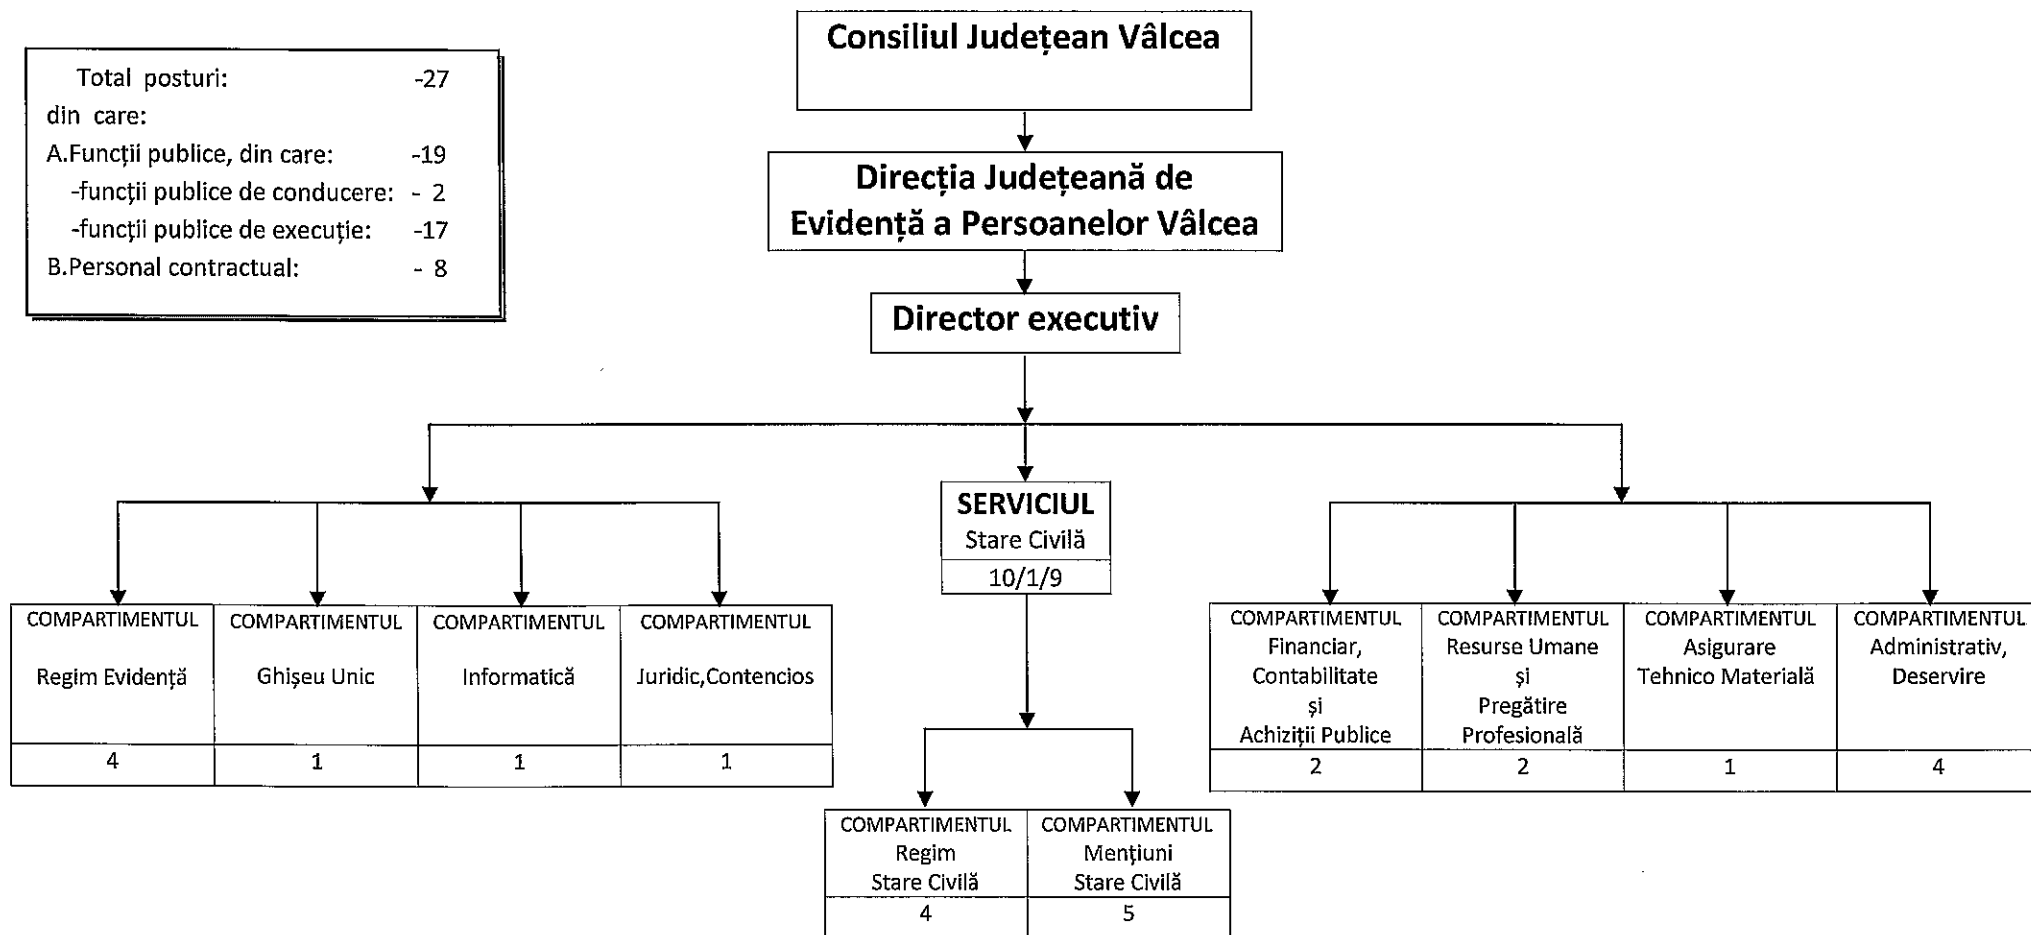 Total posturi: -27
din care:
A.Funcții publice, din care: -19
-funcții publice de conducere: - 2
-funcții publice de execuție: -17
B.Personal contractual: - 8
Consiliul Județean Vâlcea
Direcția Județeană de
Evidență a Persoanelor Vâlcea
Director executiv
SERVICIUL
Stare Civilă
10/1/9
COMPARTIMENTUL
Regim Evidență
4
COMPARTIMENTUL
Ghișeu Unic
1
COMPARTIMENTUL
Informatică
1
COMPARTIMENTUL
Juridic,Contencios
1
COMPARTIMENTUL
Regim
Stare Civilă
4
COMPARTIMENTUL
Mențiuni
Stare Civilă
5
COMPARTIMENTUL
Financiar,
Contabilitate
și
Achiziții Publice
2
COMPARTIMENTUL
Resurse Umane
și
Pregătire
Profesională
2
COMPARTIMENTUL
Asigurare
Tehnico Materială
1
COMPARTIMENTUL
Administrativ,
Deservire
4